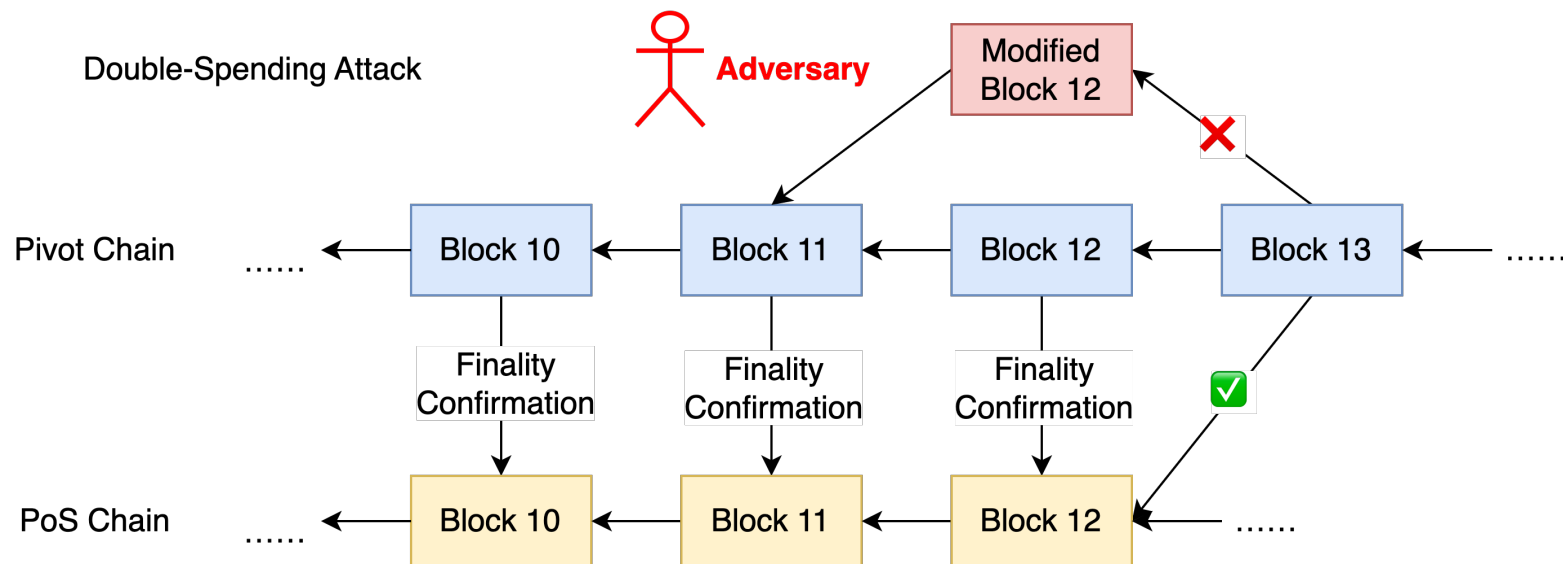 Double-Spending Attack
Adversary
Modified
Block 12
Pivot Chain
......
Block 10
Block 11
Block 12
Block 13
......
Finality
Confirmation
Finality
Confirmation
Finality
Confirmation
PoS Chain
......
Block 10
Block 11
Block 12
......